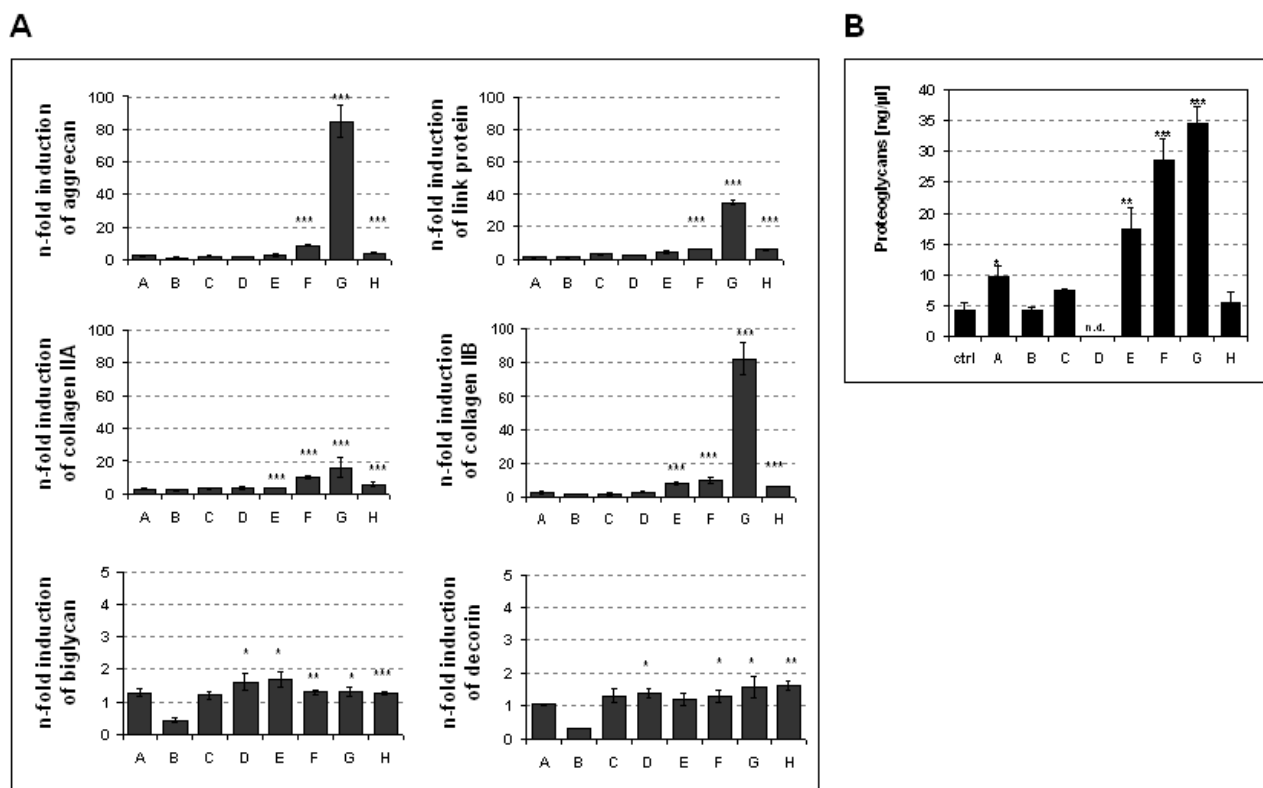 A
n-fold induction
of aggrecan
100
80
60
40
20
0
***
***
***
A B C D E F G H
n-fold induction
of link protein
100
80
60
40
20
0
***
***
***
A B C D E F G H
n-fold induction
of collagen IIA
100
80
60
40
20
0
***
***
***
***
A B C D E F G H
n-fold induction
of collagen IIB
100
80
60
40
20
0
***
***
***
***
A B C D E F G H
n-fold induction
of biglycan
5
4
3
2
1
0
* * ** * ***
A B C D E F G H
n-fold induction
of decorin
5
4
3
2
1
0
* * * **
A B C D E F G H
B
Proteoglycans [ng/µl]
40
35
30
25
20
15
10
5
0
*
n.d.
**
***
***
ctrl A B C D E F G H